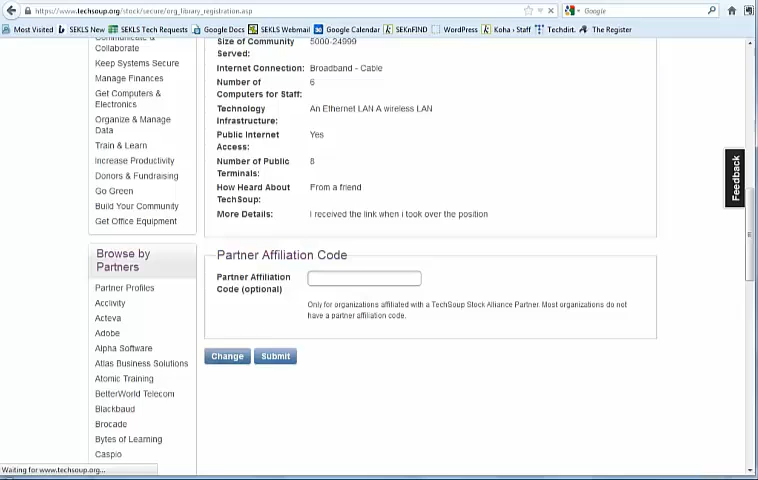 https://www.techsoup.org/stock/secure/org_library_registration.asp
Google
Most Visited SEKLS News SEKLS Tech Requests Google Docs SEKLS Webmail Google Calendar SEKnFIND WordPress Koha :: Staff Techdirt. The Register
Communicate &
Collaborate
Keep Systems Secure
Manage Finances
Get Computers &
Electronics
Organize & Manage
Data
Train & Learn
Increase Productivity
Donors & Fundraising
Go Green
Build Your Community
Get Office Equipment
Browse by
Partners
Partner Profiles
Acclivity
Acteva
Adobe
Alpha Software
Atlas Business Solutions
Atomic Training
BetterWorld Telecom
Blackbaud
Brocade
Bytes of Learning
Caspio
Size of Community 5000-24999
Served:
Internet Connection: Broadband - Cable
Number of 6
Computers for Staff:
Technology An Ethernet LAN A wireless LAN
Infrastructure:
Public Internet Yes
Access:
Number of Public 8
Terminals:
How Heard About From a friend
TechSoup:
More Details: I received the link when i took over the position
Partner Affiliation Code
Partner Affiliation
Code (optional)
Only for organizations affiliated with a TechSoup Stock Alliance Partner. Most organizations do not
have a partner affiliation code.
Change Submit
Feedback
Waiting for www.techsoup.org...